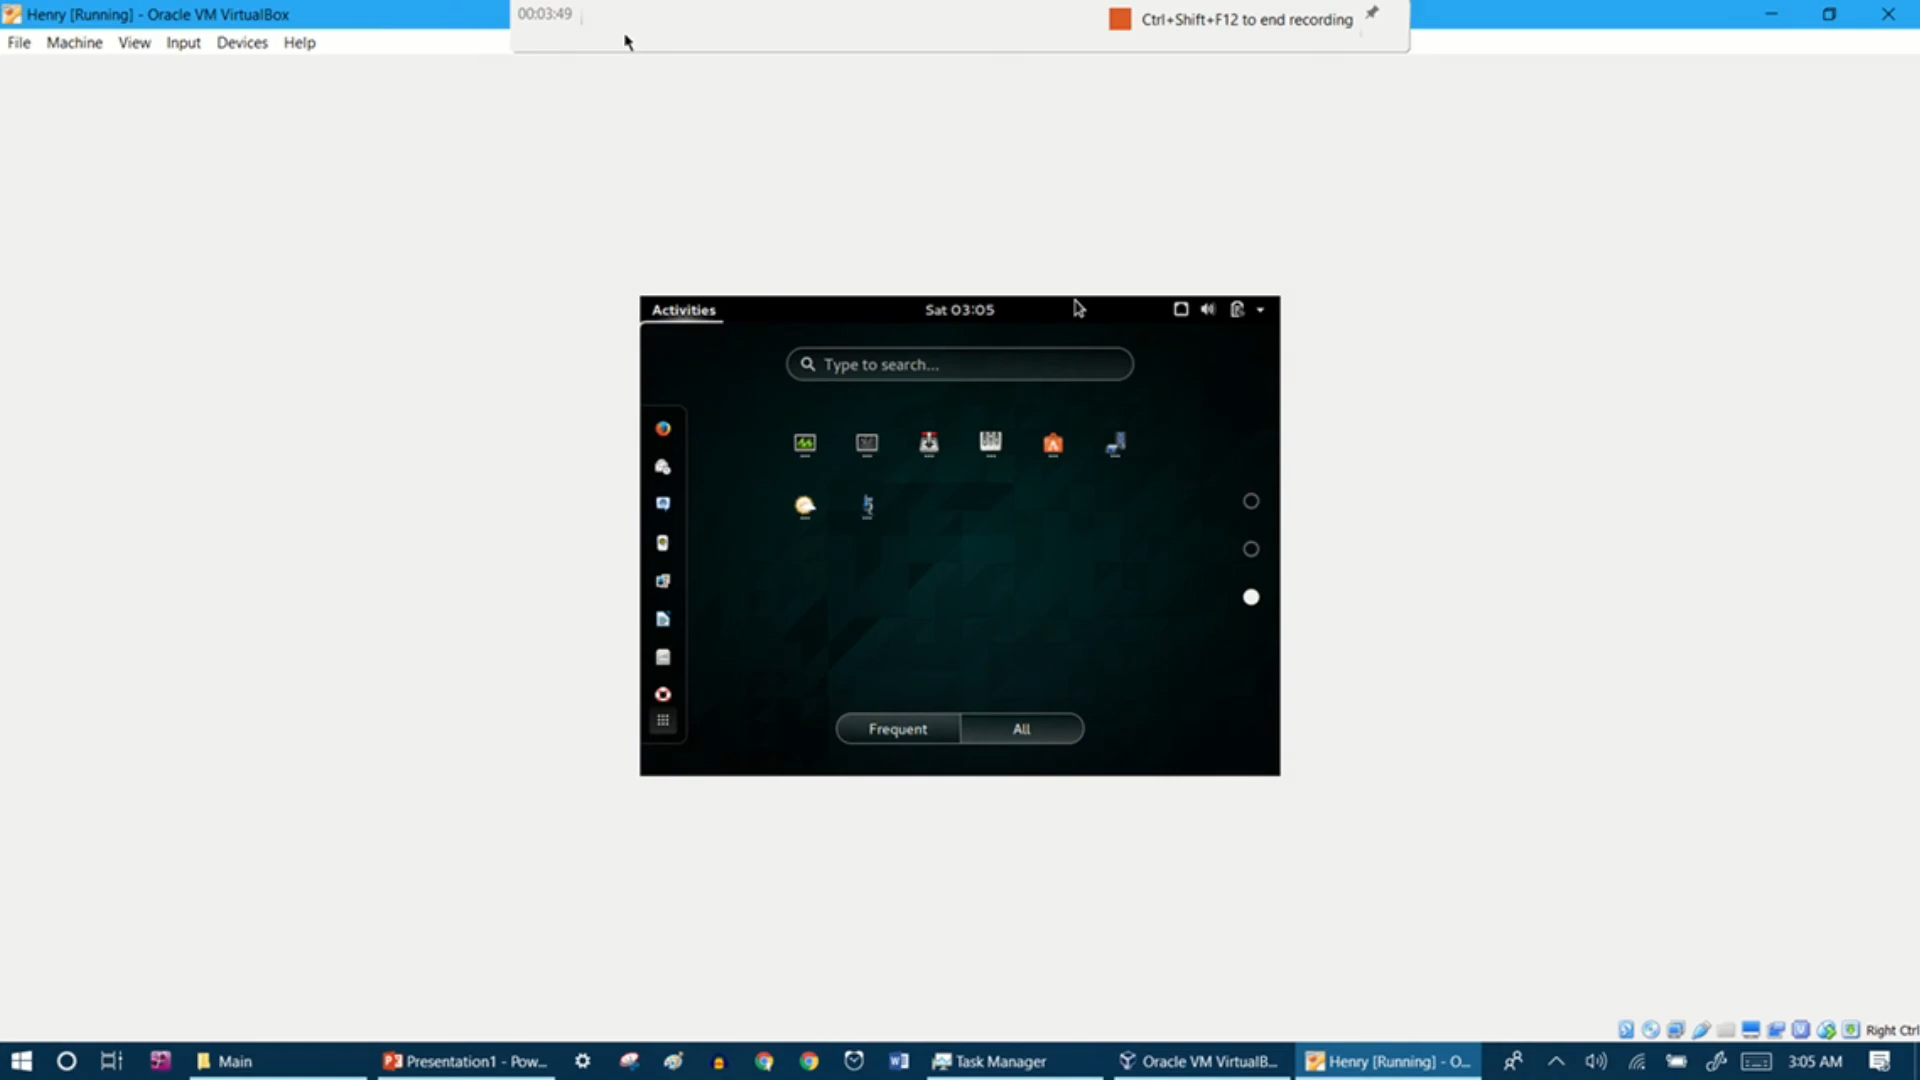 Henry [Running] - Oracle VM VirtualBox
00:03:49
Ctrl+Shift+F12 to end recording
File Machine View Input Devices Help
Activities
Sat 03:05
Type to search...
Frequent
All
Right Ctrl
Main
Presentation1 - Pow...
Task Manager
Oracle VM VirtualB...
Henry [Running] - O...
3:05 AM